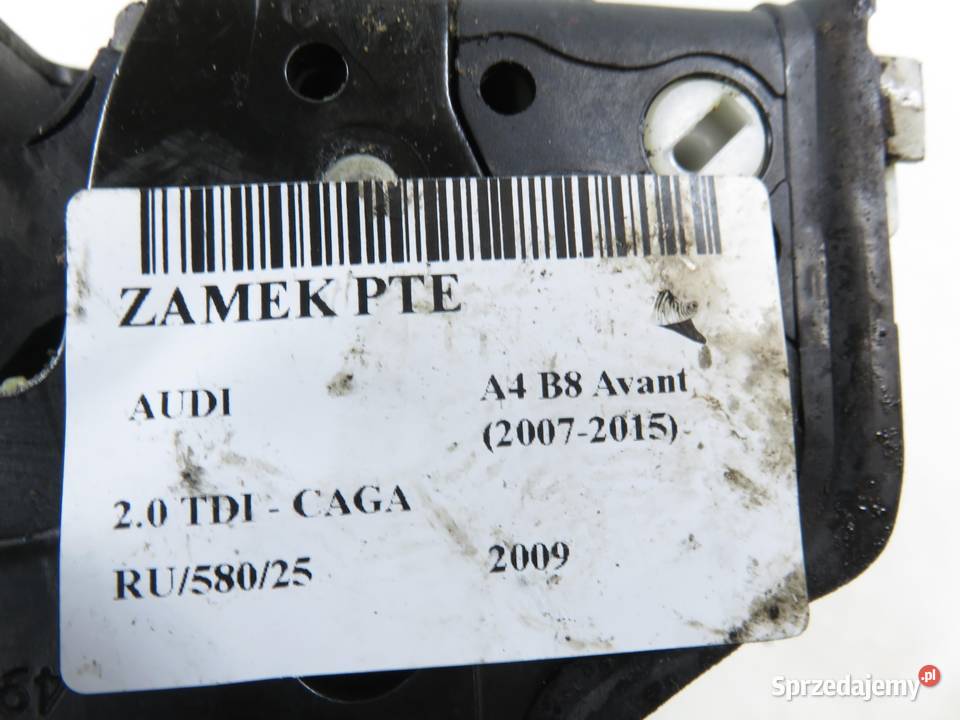 ZAMEK PTE
AUDI
A4 B8 Avant
(2007-2015)
2.0 TDI - CAGA
RU/580/25
2009
Sprzedajemy.pl